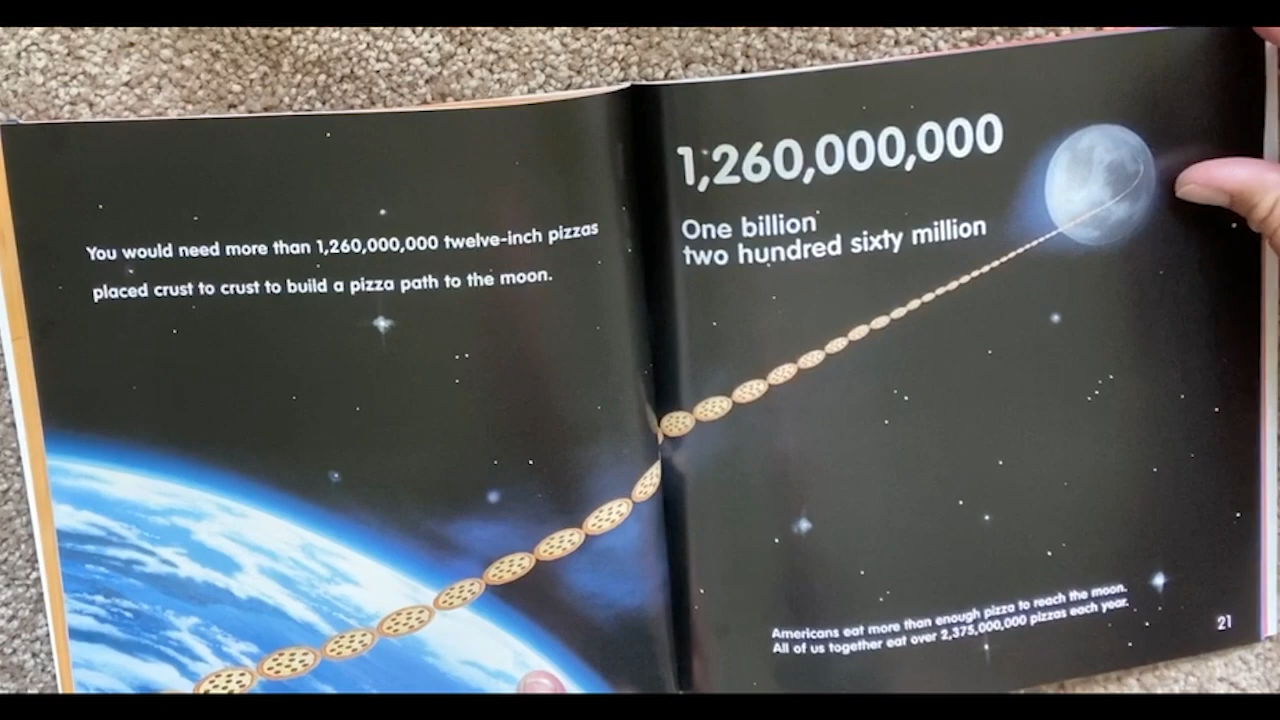 You would need more than 1,260,000,000 twelve-inch pizzas
placed crust to crust to build a pizza path to the moon.
1,260,000,000
One billion
two hundred sixty million
Americans eat more than enough pizza to reach the moon.
All of us together eat over 2,375,000,000 pizzas each year.
21